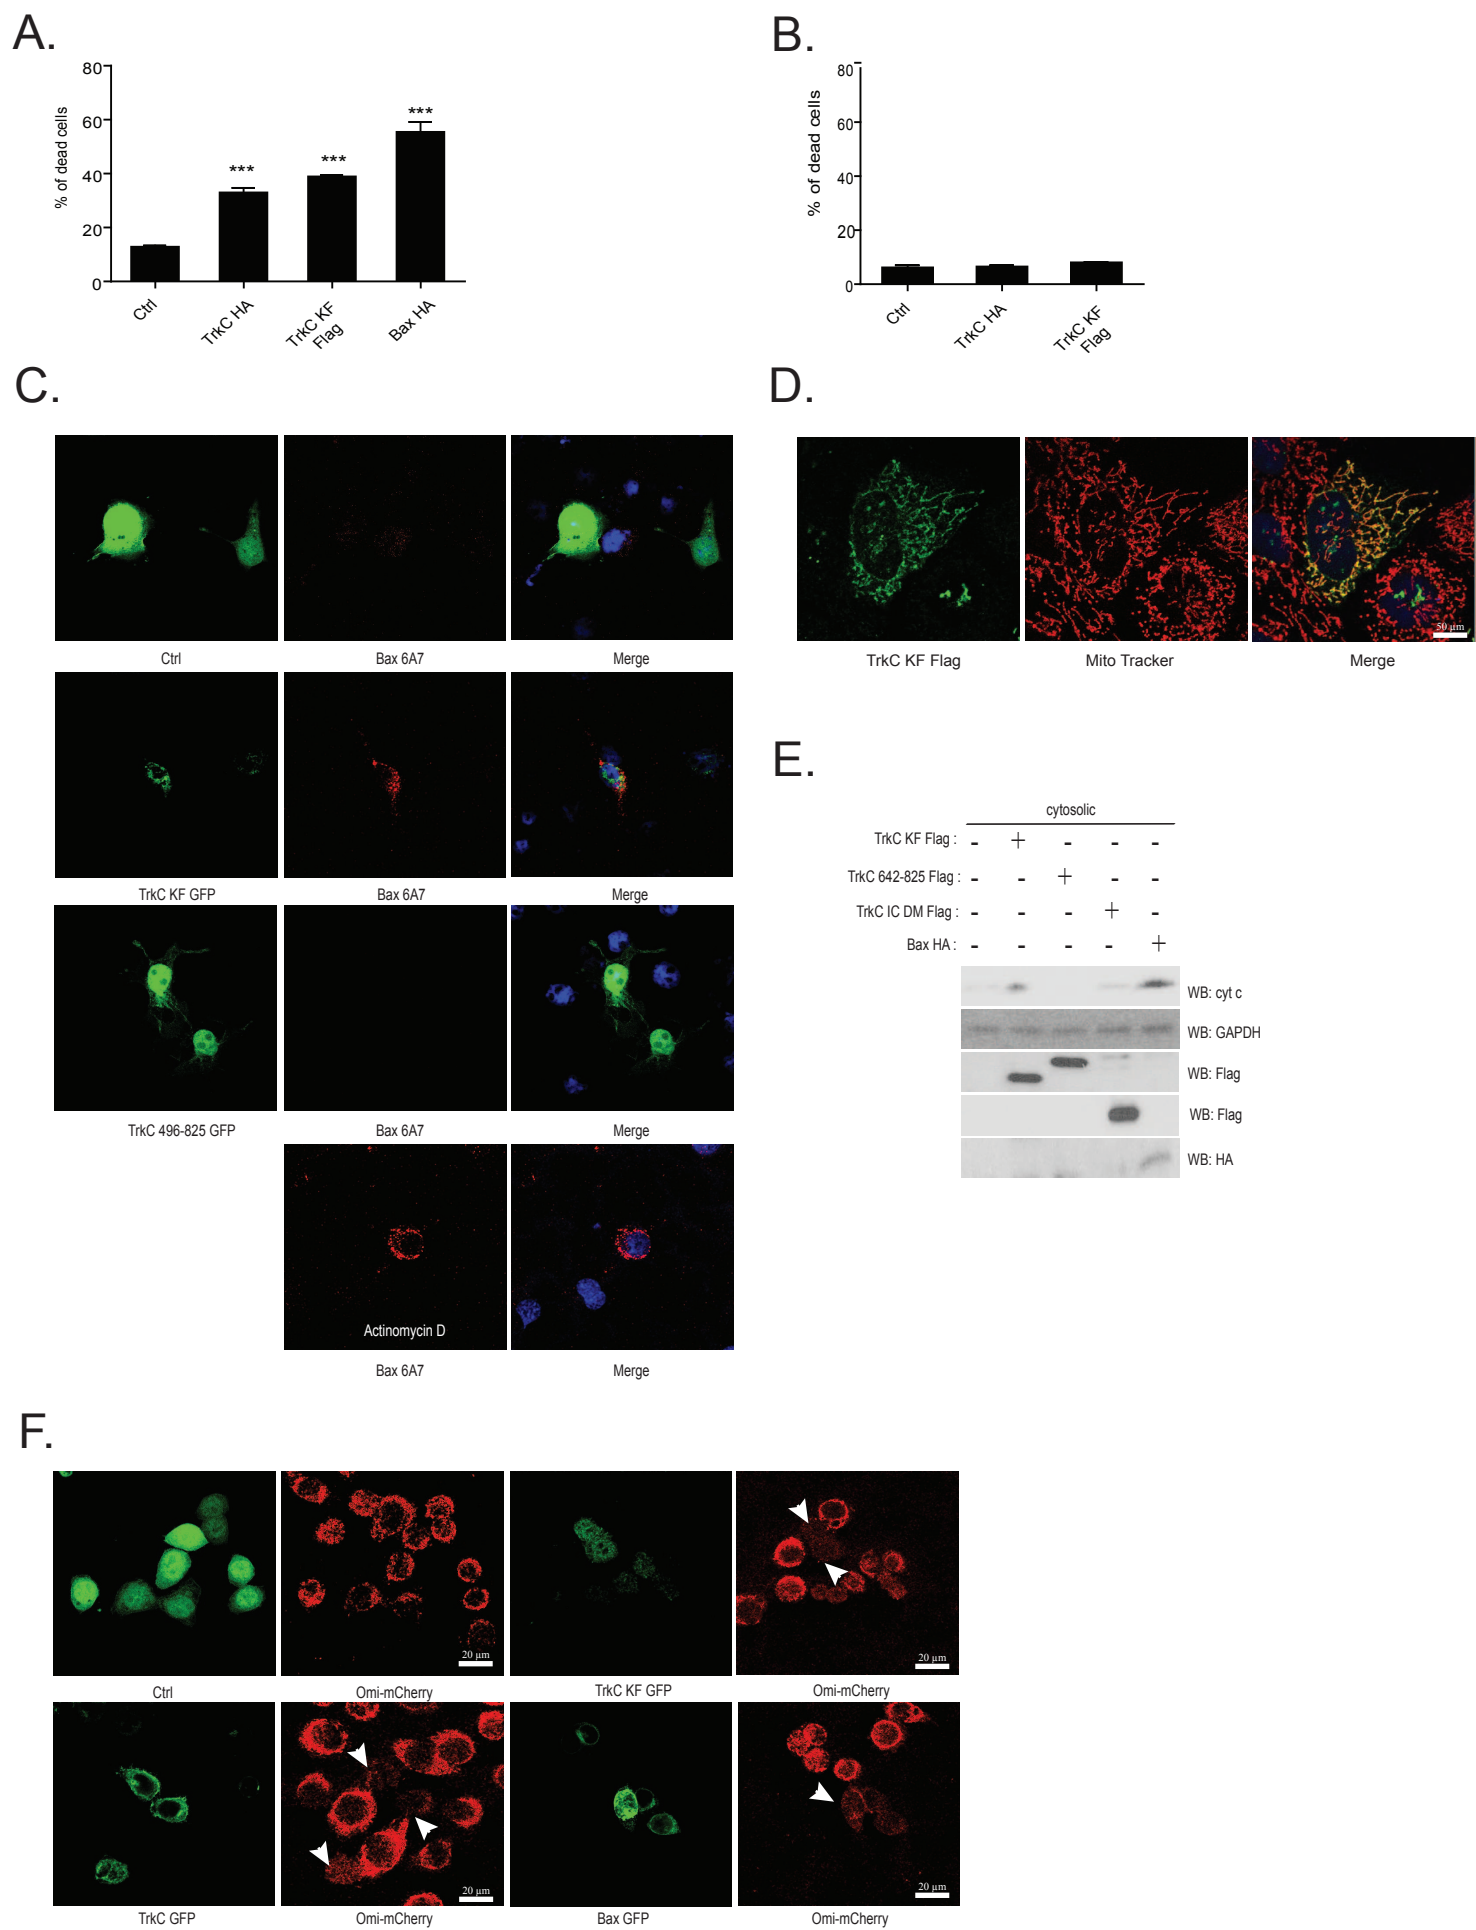 A.
80
60
40
20
0
% of dead cells
***
***
***
Ctrl
TrkC HA
TrkC KF
Flag
Bax HA
B.
80
60
40
20
0
% of dead cells
Ctrl
TrkC HA
TrkC KF
Flag
C.
Ctrl
Bax 6A7
Merge
TrkC KF GFP
Bax 6A7
Merge
TrkC 496-825 GFP
Bax 6A7
Merge
Actinomycin D
Bax 6A7
Merge
D.
50 µm
TrkC KF Flag
Mito Tracker
Merge
E.
cytosolic
TrkC KF Flag : - + - - -
TrkC 642-825 Flag : - - + - -
TrkC IC DM Flag : - - - + -
Bax HA : - - - - +
WB: cyt c
WB: GAPDH
WB: Flag
WB: Flag
WB: HA
F.
20 µm
20 µm
Ctrl
Omi-mCherry
TrkC KF GFP
Omi-mCherry
20 µm
20 µm
TrkC GFP
Omi-mCherry
Bax GFP
Omi-mCherry